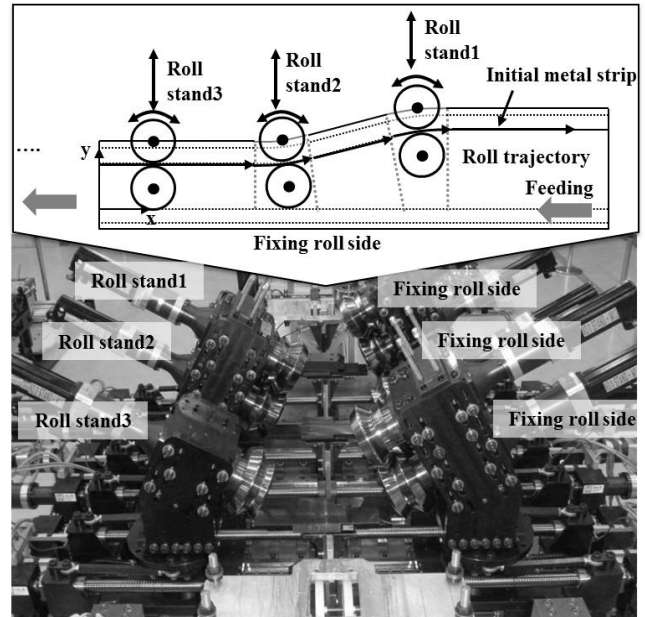 Roll
stand1
Roll
stand2
Roll
stand3
Initial metal strip
....
y
Roll trajectory
Feeding
x
Fixing roll side
Roll stand1
Fixing roll side
Roll stand2
Fixing roll side
Roll stand3
Fixing roll side